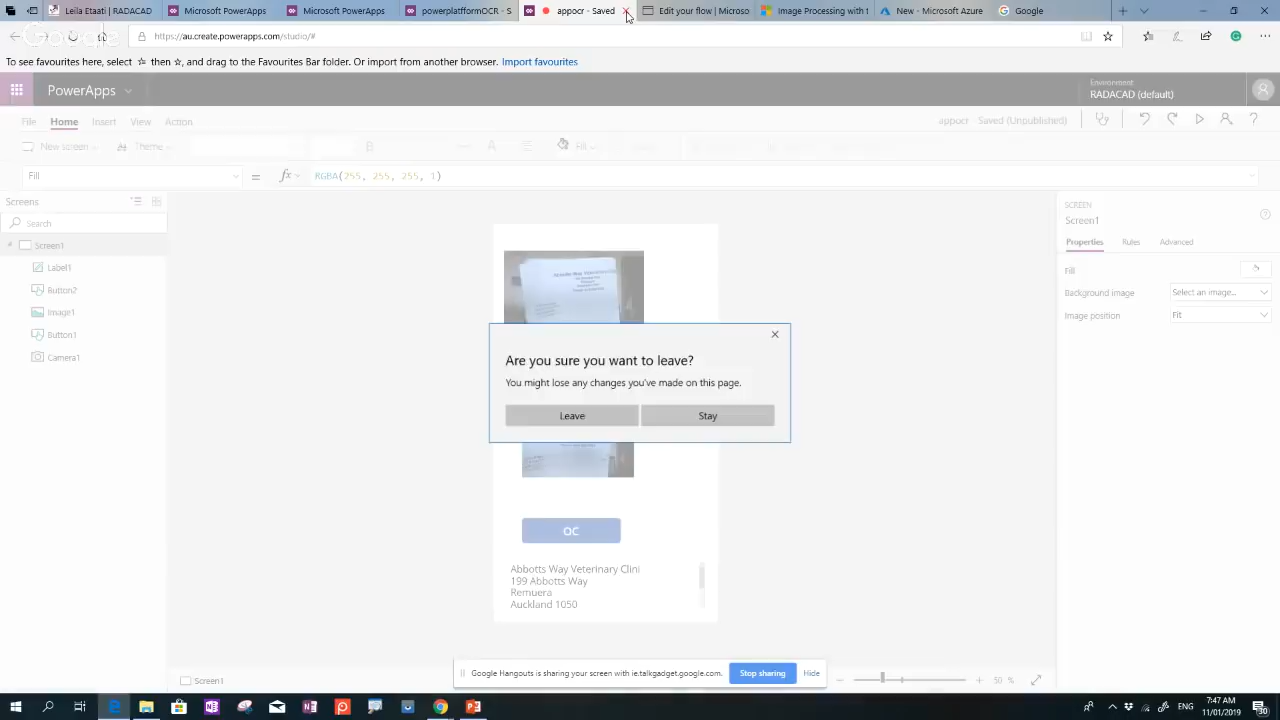 Leila Etaati | RADACAD
Microsoft PowerApps
Microsoft PowerApps
powerplatformOCR - S
appocr - Saved
Edit your flow | Microso
Image Processing with t
New - Microsoft Azure
Google
https://au.create.powerapps.com/studio/#
To see favourites here, select ☆ then ☆, and drag to the Favourites Bar folder. Or import from another browser. Import favourites
PowerApps
Environment
RADACAD (default)
File Home Insert View Action
appocr - Saved (Unpublished)
New screen Theme B A Fill
Fill = fx RGBA(255, 255, 255, 1)
Screens
Search
Screen1
Label1
Button2
Image1
Button1
Camera1
SCREEN
Screen1
Properties Rules Advanced
Fill
Background image Select an image...
Image position Fit
Are you sure you want to leave?
You might lose any changes you've made on this page.
Leave Stay
OC
Abbotts Way Veterinary Clini
199 Abbotts Way
Remuera
Auckland 1050
Google Hangouts is sharing your screen with ie.talkgadget.google.com. Stop sharing Hide
Screen1
50 %
ENG
7:47 AM
11/01/2019
30